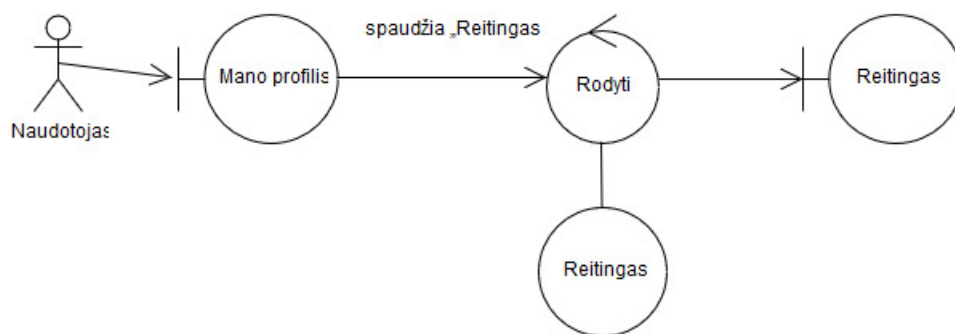 spaudžia „Reitingas
Naudotojas
Mano profilis
Rodyti
Reitingas
Reitingas